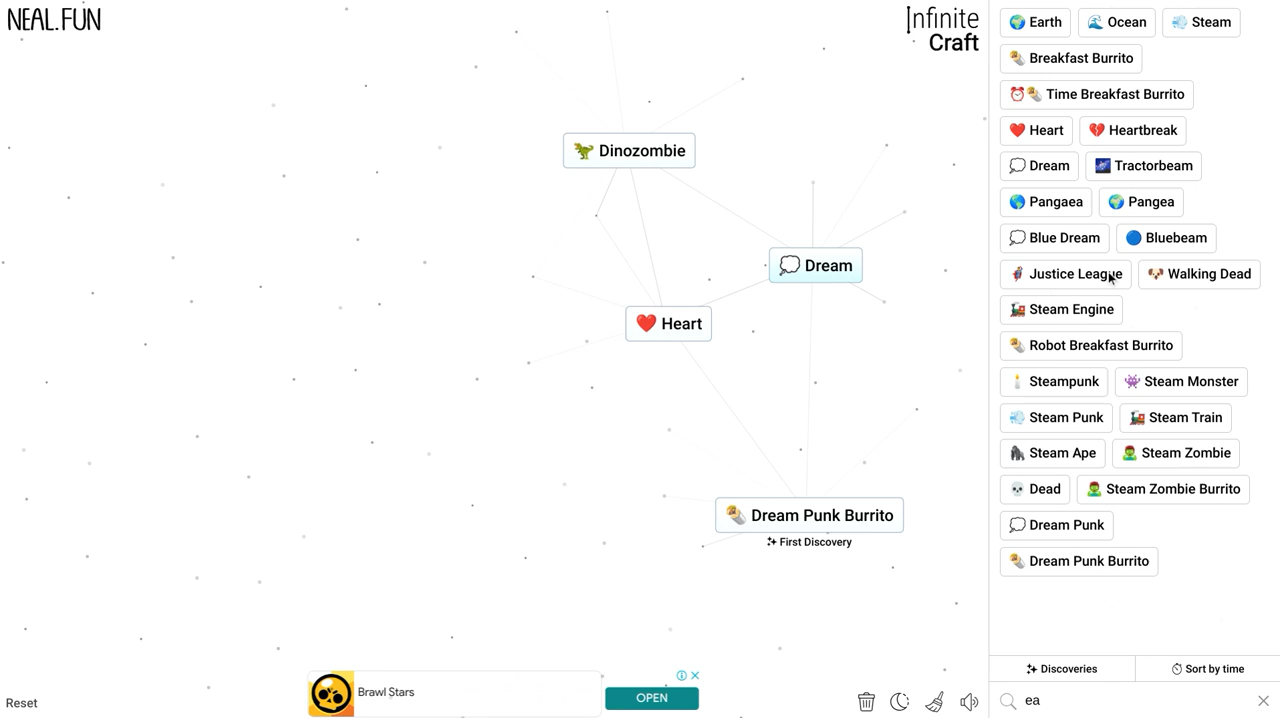 NEAL.FUN
Infinite
Craft
🦖 Dinozombie
💭 Dream
❤️ Heart
🌯 Dream Punk Burrito
✨ First Discovery
Brawl Stars
OPEN
Reset
🌍 Earth 🌊 Ocean 💨 Steam
🌯 Breakfast Burrito
⏰🌯 Time Breakfast Burrito
❤️ Heart 💔 Heartbreak
💭 Dream 🌌 Tractorbeam
🌎 Pangaea 🌍 Pangea
💭 Blue Dream 🔵 Bluebeam
🦸 Justice League 🐶 Walking Dead
🚂 Steam Engine
🌯 Robot Breakfast Burrito
🕯️ Steampunk 👾 Steam Monster
💨 Steam Punk 🚂 Steam Train
🦍 Steam Ape 🧟‍♂️ Steam Zombie
💀 Dead 🧟‍♂️ Steam Zombie Burrito
💭 Dream Punk
🌯 Dream Punk Burrito
✨ Discoveries Sort by time
ea